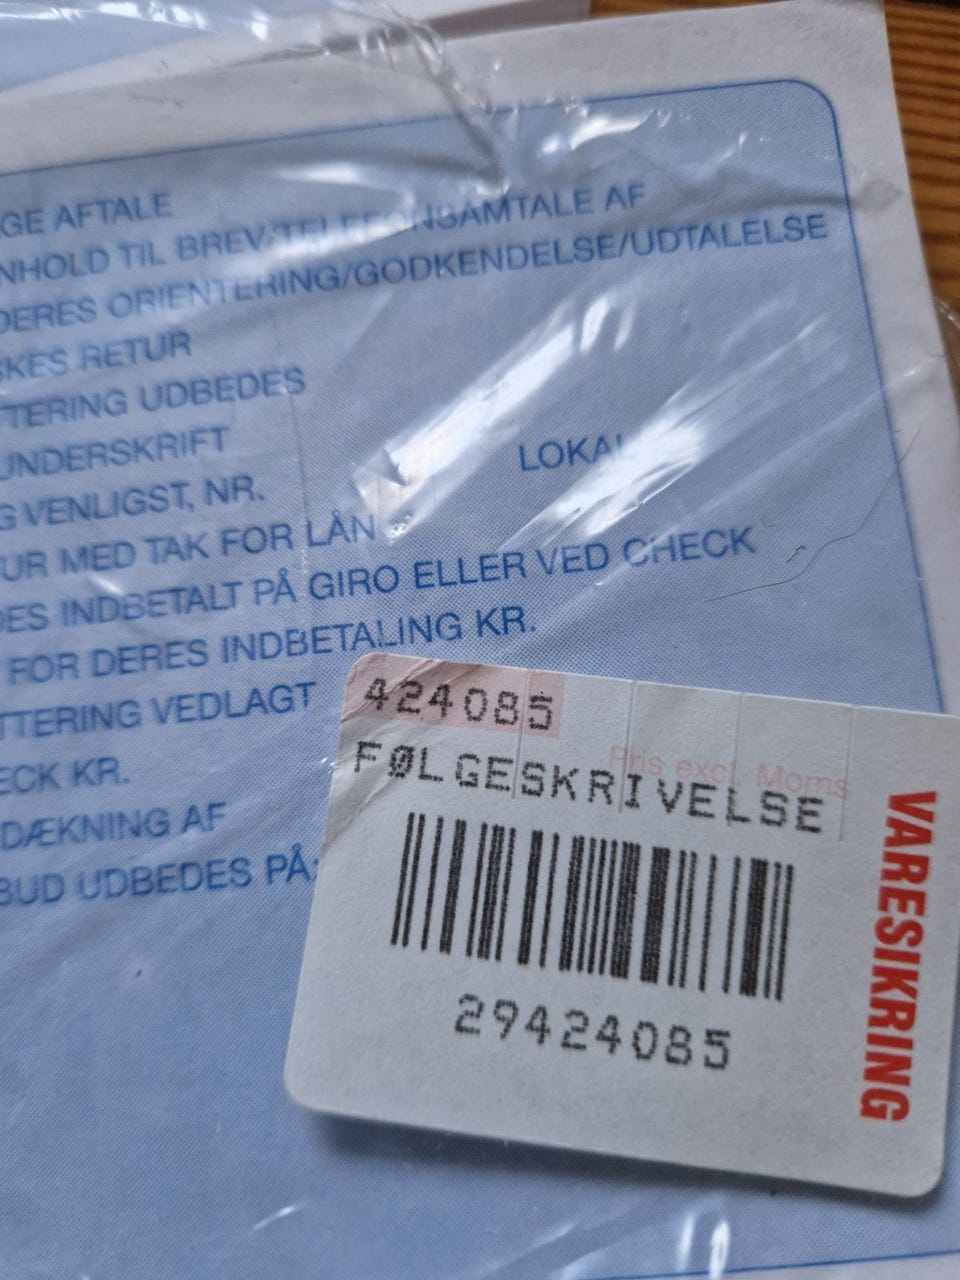 GE AFTALE
NHOLD TIL BREV/TELEFONSAMTALE AF
DERES ORIENTERING/GODKENDELSE/UDTALELSE
SKES RETUR
TTERING UDBEDES
UNDERSKRIFT
G VENLIGST, NR. LOKAL
UR MED TAK FOR LÅN
DES INDBETALT PÅ GIRO ELLER VED CHECK
FOR DERES INDBETALING KR.
TTERING VEDLAGT
ECK KR.
DÆKNING AF
BUD UDBEDES PÅ:
424085
Pris excl. Moms
FØLGESKRIVELSE
29424085
VARESIKRING